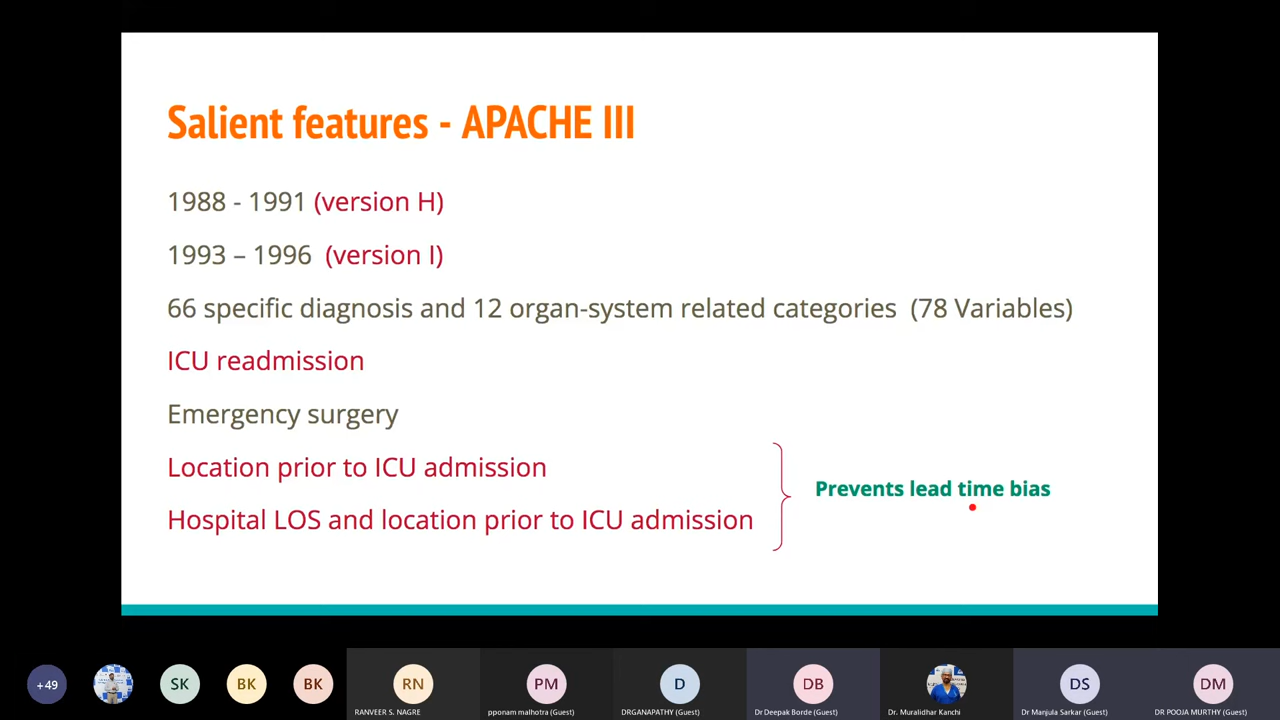 Salient features - APACHE III
1988 - 1991 (version H)
1993 – 1996 (version I)
66 specific diagnosis and 12 organ-system related categories (78 Variables)
ICU readmission
Emergency surgery
Location prior to ICU admission
Hospital LOS and location prior to ICU admission
Prevents lead time bias
+49
SK
BK
BK
RN
PM
D
DB
DS
DM
RANVEER S. NAGRE
pponam malhotra (Guest)
DRGANAPATHY (Guest)
Dr Deepak Borde (Guest)
Dr. Muralidhar Kanchi
Dr Manjula Sarkar (Guest)
DR POOJA MURTHY (Guest)